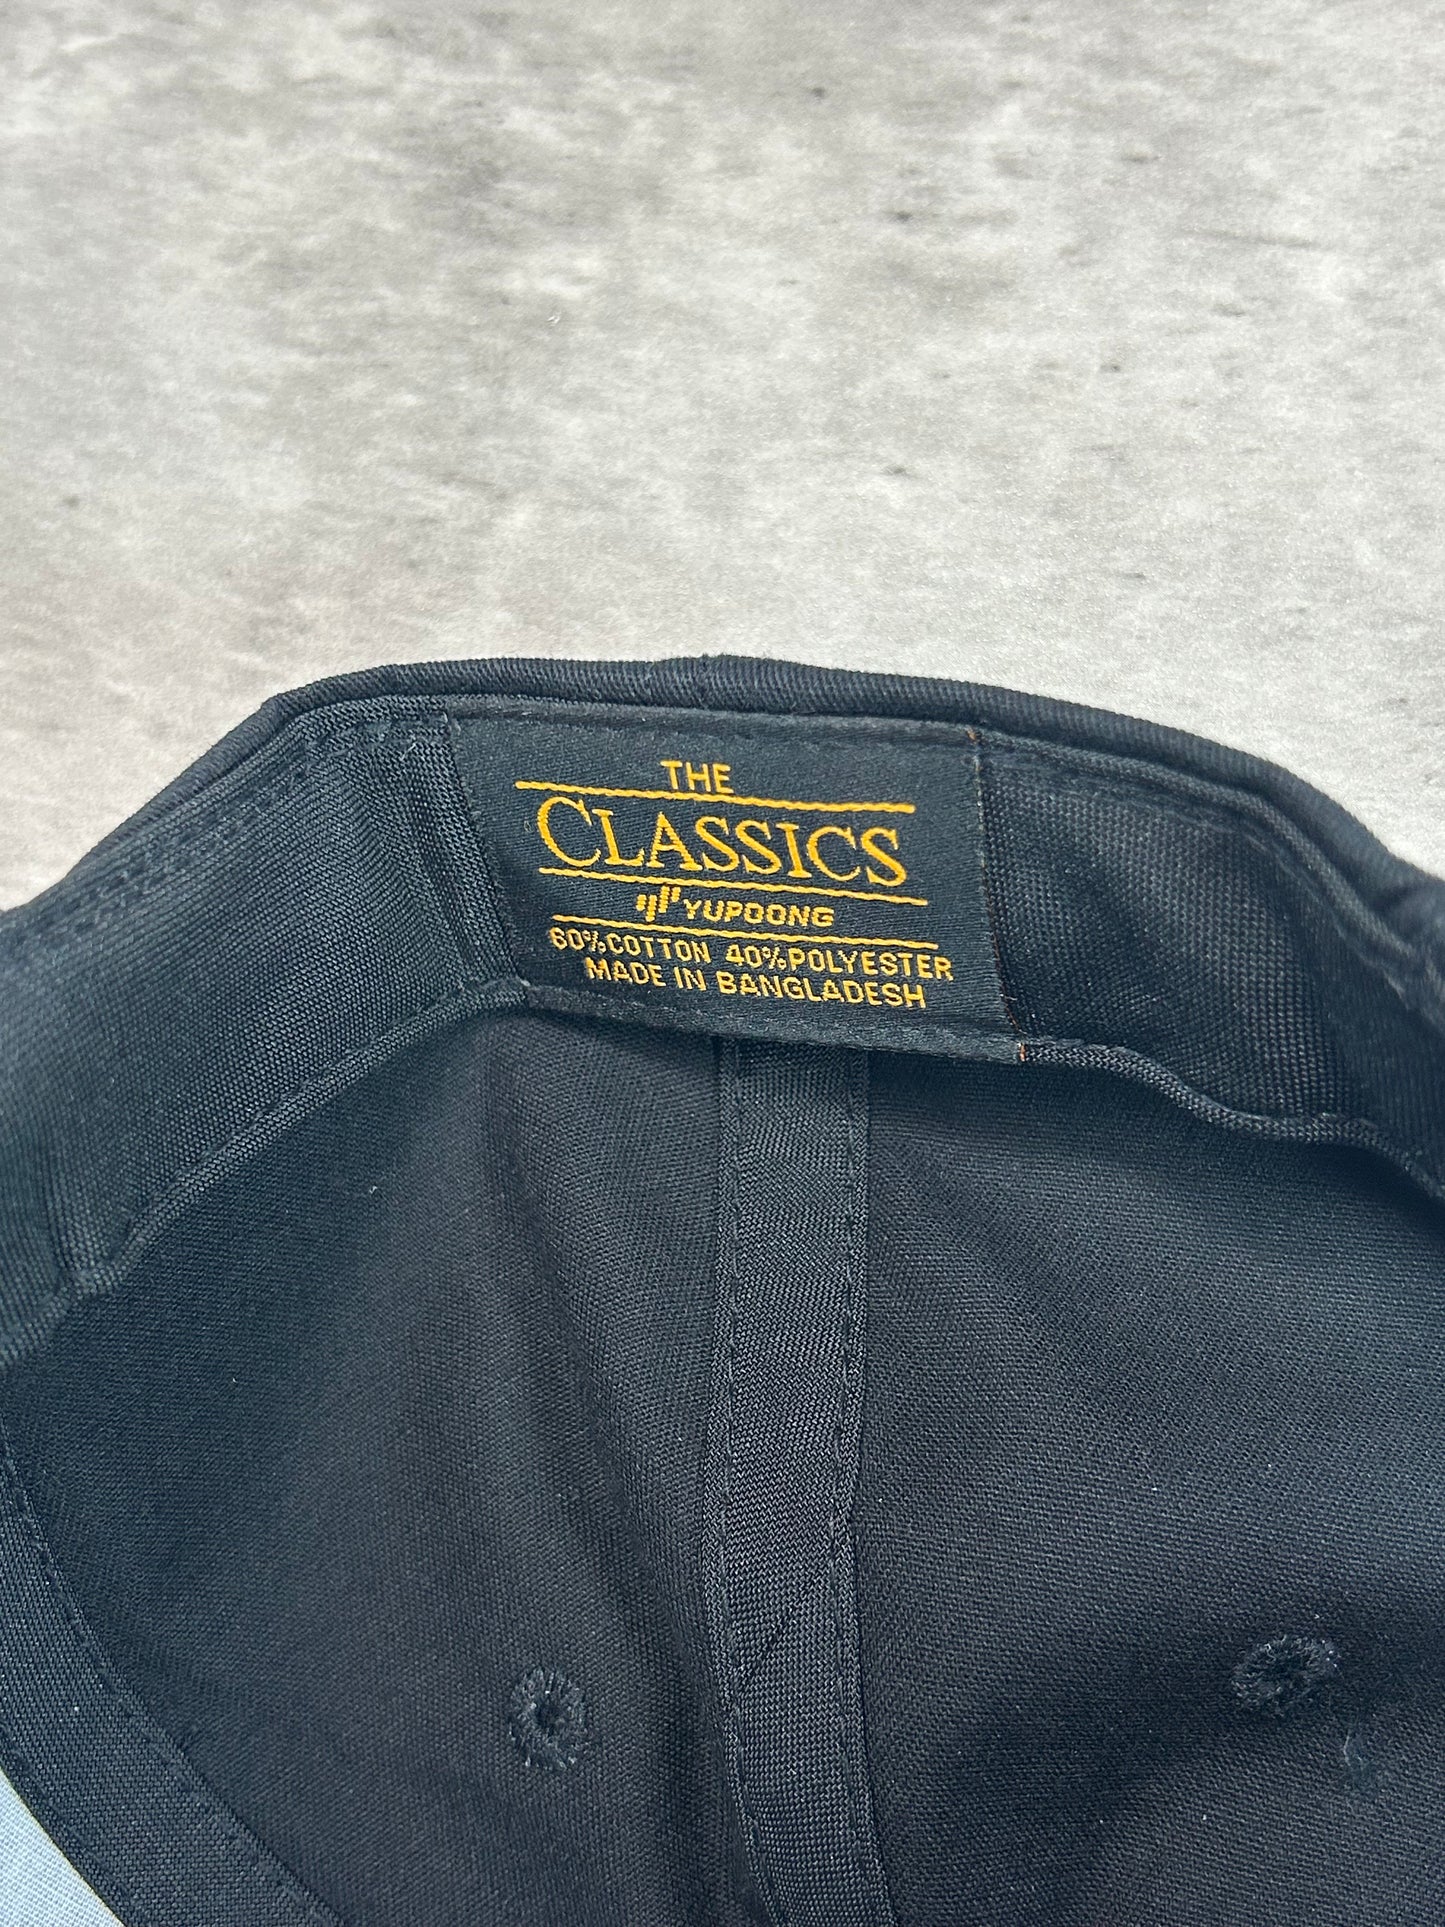 THE
CLASSICS
YUPOONG
60%COTTON 40%POLYESTER
MADE IN BANGLADESH